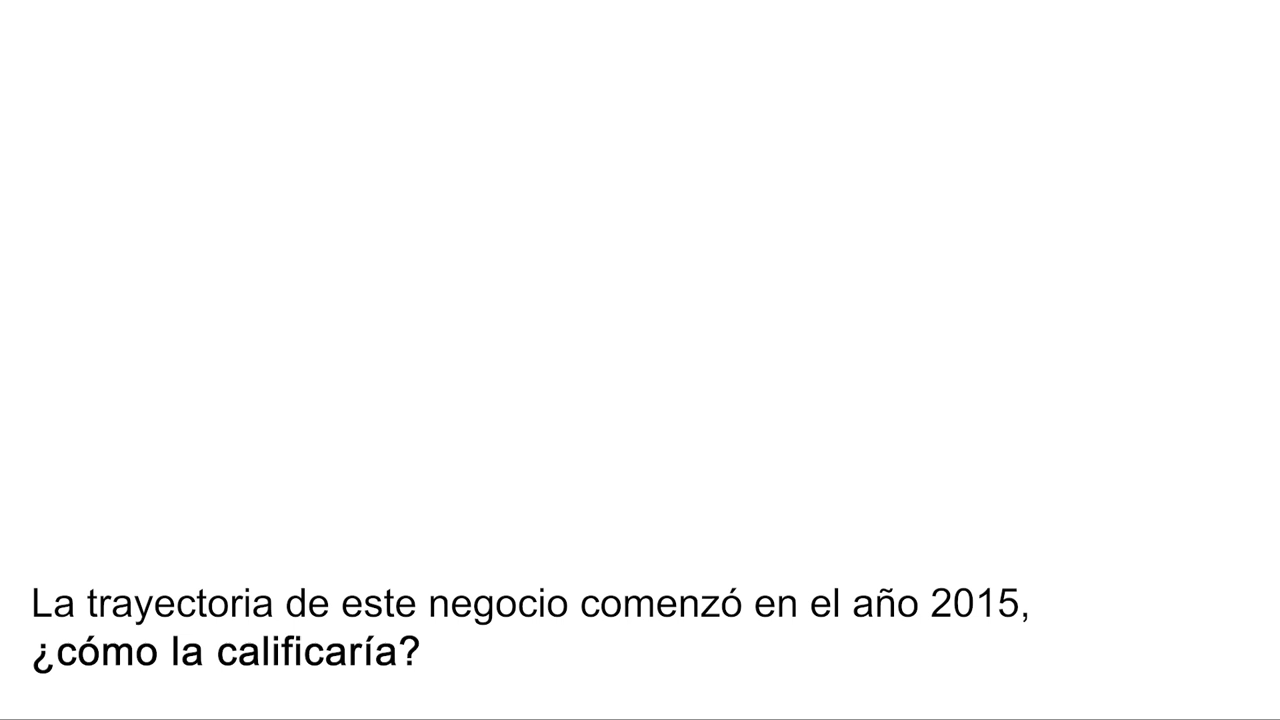 La trayectoria de este negocio comenzó en el año 2015,
¿cómo la calificaría?